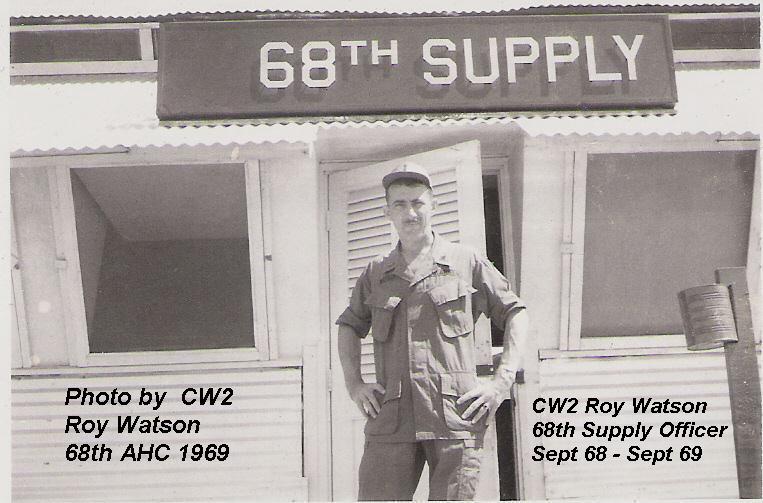 68TH SUPPLY
Photo by CW2
Roy Watson
68th AHC 1969
CW2 Roy Watson
68th Supply Officer
Sept 68 - Sept 69